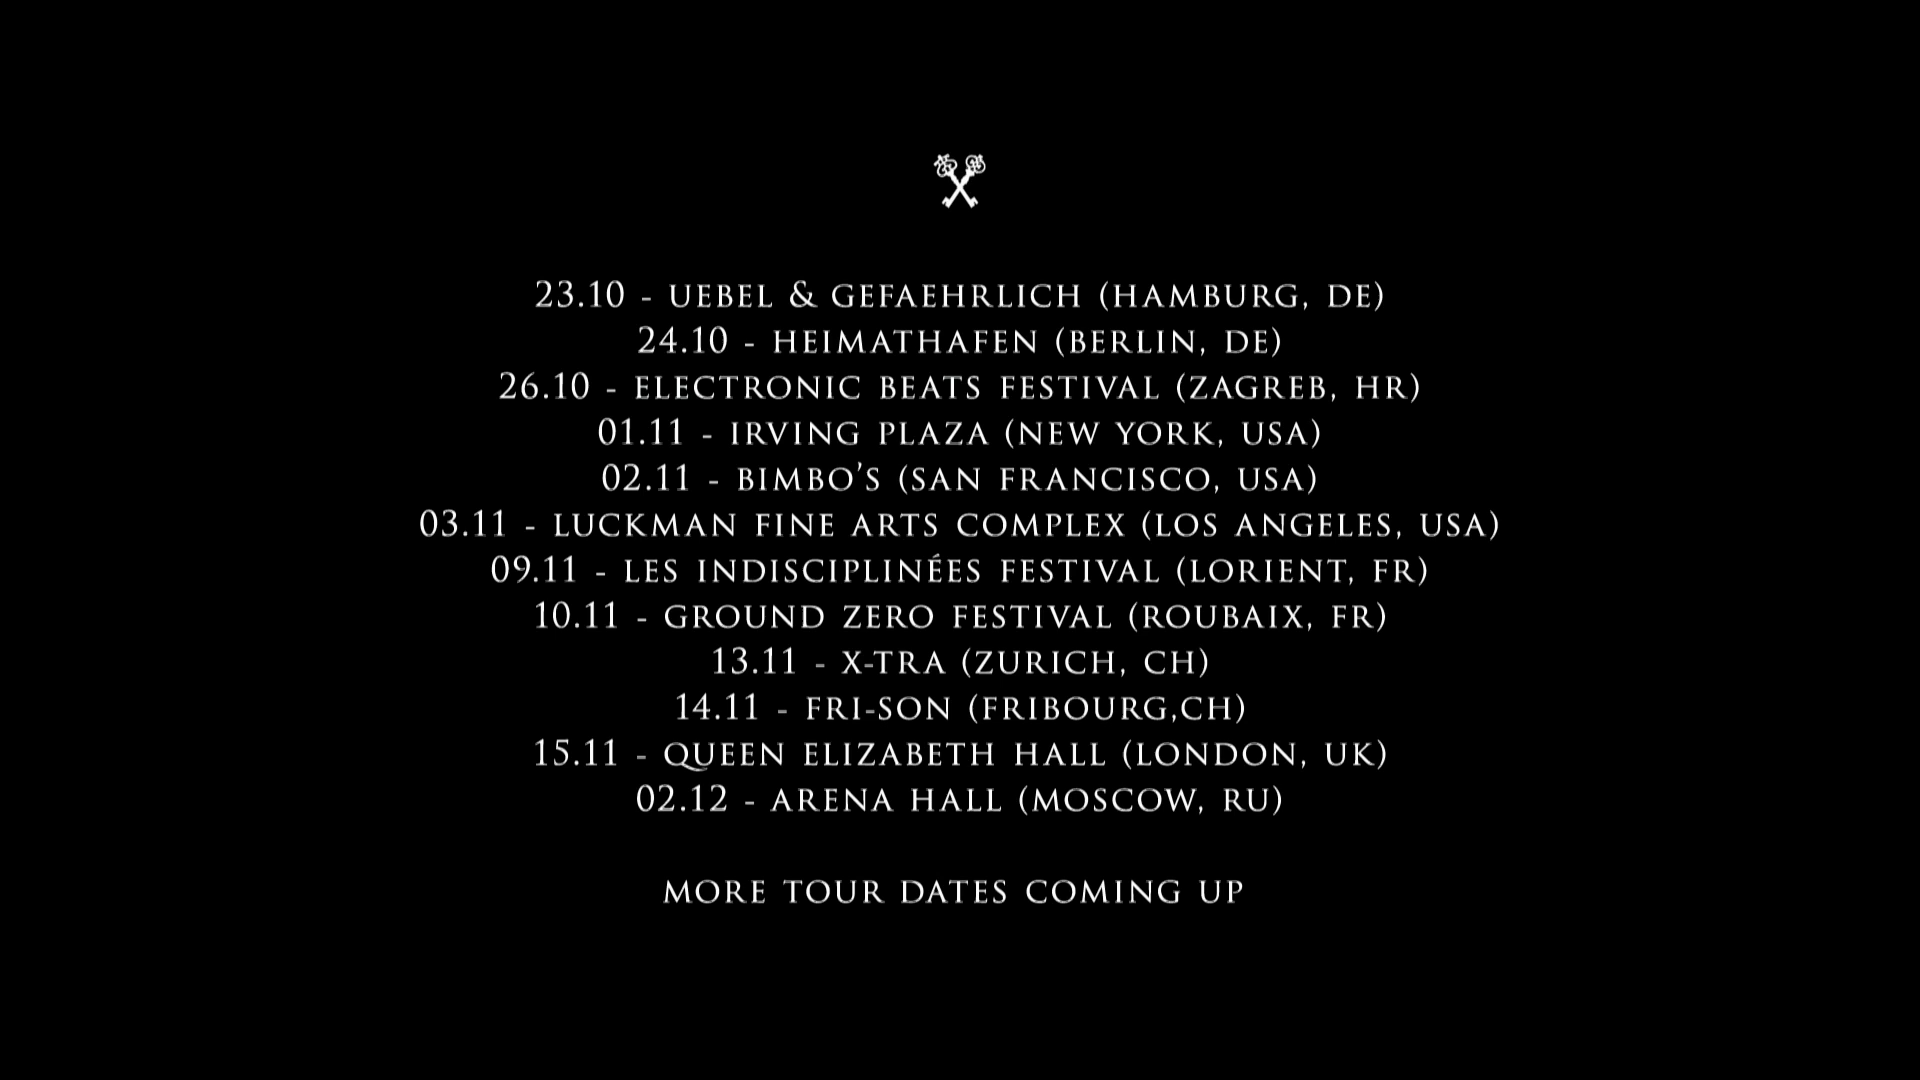 23.10 - UEBEL & GEFAEHRLICH (HAMBURG, DE)
24.10 - HEIMATHAFEN (BERLIN, DE)
26.10 - ELECTRONIC BEATS FESTIVAL (ZAGREB, HR)
01.11 - IRVING PLAZA (NEW YORK, USA)
02.11 - BIMBO'S (SAN FRANCISCO, USA)
03.11 - LUCKMAN FINE ARTS COMPLEX (LOS ANGELES, USA)
09.11 - LES INDISCIPLINÉES FESTIVAL (LORIENT, FR)
10.11 - GROUND ZERO FESTIVAL (ROUBAIX, FR)
13.11 - X-TRA (ZURICH, CH)
14.11 - FRI-SON (FRIBOURG,CH)
15.11 - QUEEN ELIZABETH HALL (LONDON, UK)
02.12 - ARENA HALL (MOSCOW, RU)
MORE TOUR DATES COMING UP